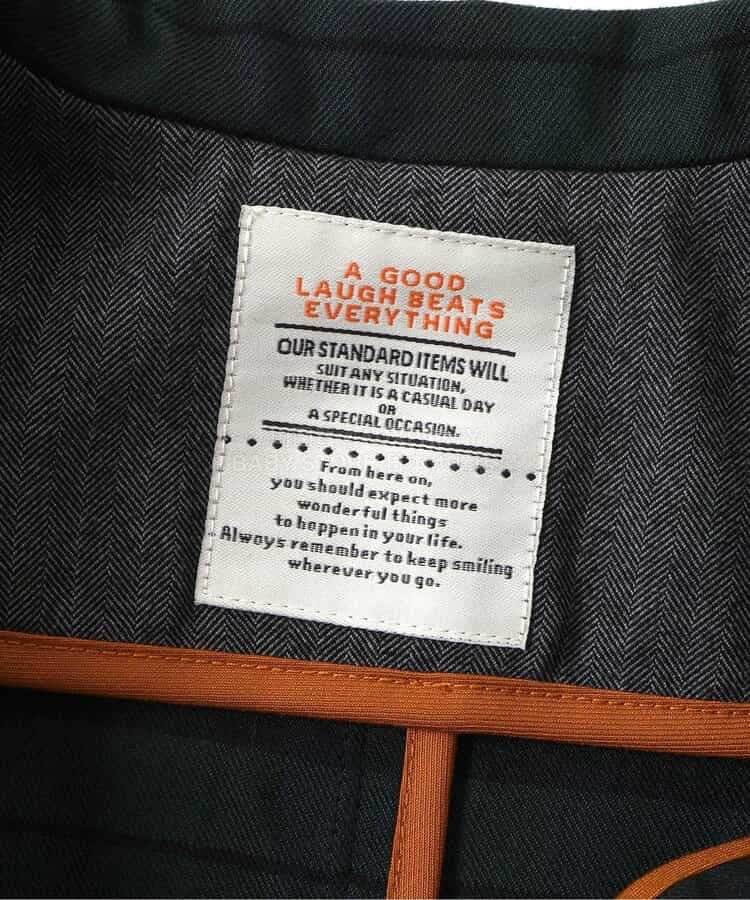 A GOOD
LAUGH BEATS
EVERYTHING
OUR STANDARD ITEMS WILL
SUIT ANY SITUATION,
WHETHER IT IS A CASUAL DAY
OR
A SPECIAL OCCASION.
From here on,
you should expect more
wonderful things
to happen in your life.
Always remember to keep smiling
wherever you go.